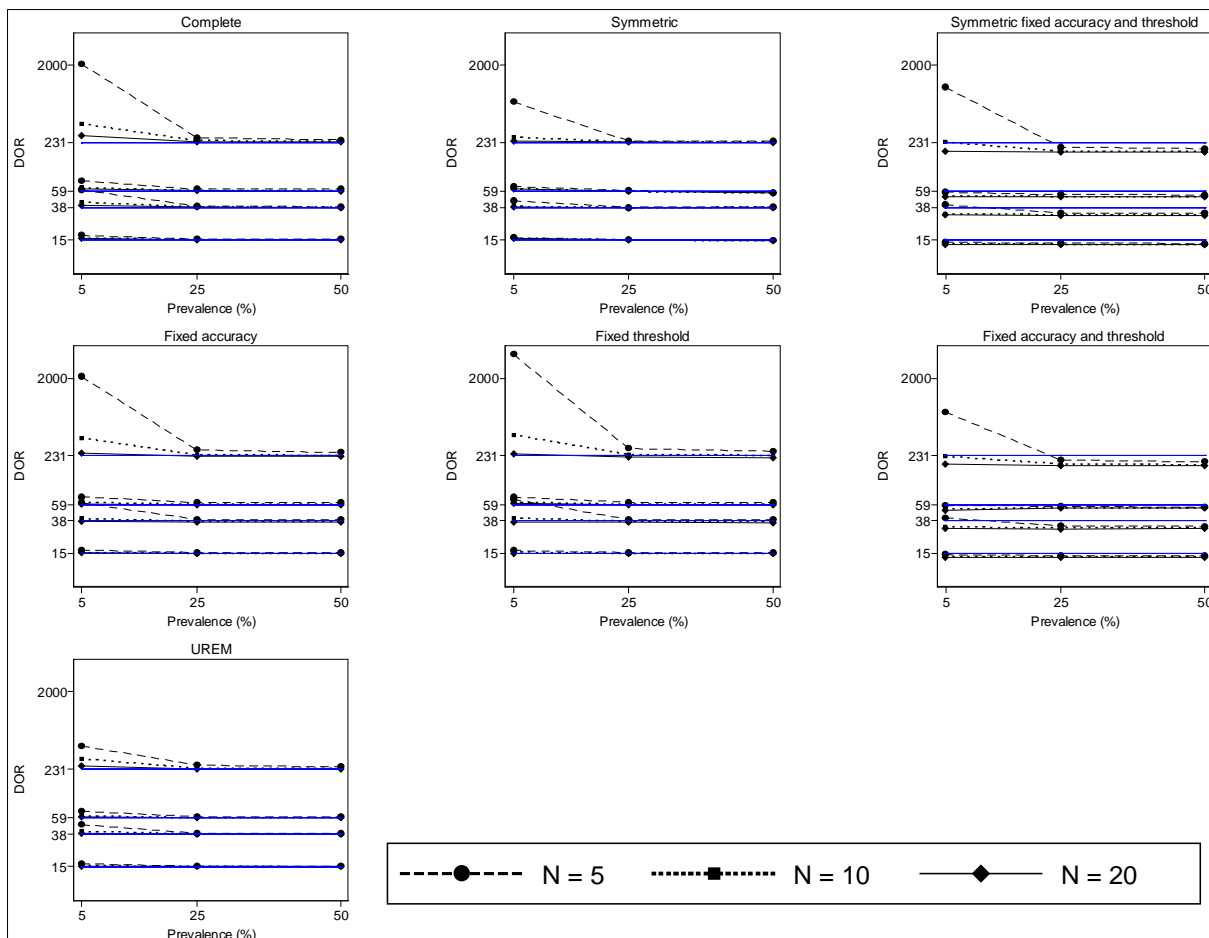 Complete
2000
231
59
38
15
DOR
5 25 50
Prevalence (%)
Symmetric
2000
231
59
38
15
DOR
5 25 50
Prevalence (%)
Symmetric fixed accuracy and threshold
2000
231
59
38
15
DOR
5 25 50
Prevalence (%)
Fixed accuracy
2000
231
59
38
15
DOR
5 25 50
Prevalence (%)
Fixed threshold
2000
231
59
38
15
DOR
5 25 50
Prevalence (%)
Fixed accuracy and threshold
2000
231
59
38
15
DOR
5 25 50
Prevalence (%)
UREM
2000
231
59
38
15
DOR
5 25 50
Prevalence (%)
N = 5 N = 10 N = 20